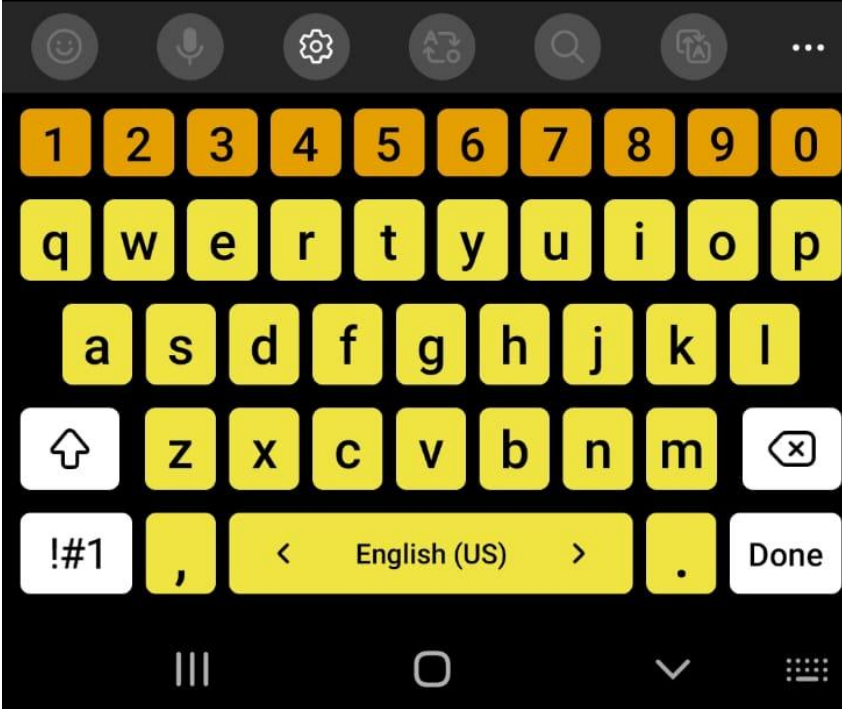 1 2 3 4 5 6 7 8 9 0
q w e r t y u i o p
a s d f g h j k l
z x c v b n m
!#1 , < English (US) > . Done